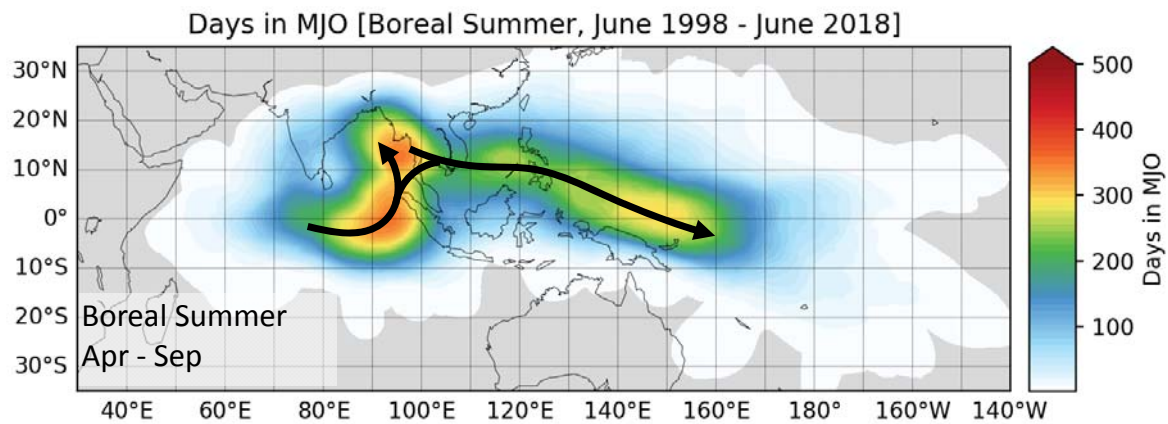 Days in MJO [Boreal Summer, June 1998 - June 2018]
30°N
20°N
10°N
0°
10°S
20°S
30°S
Boreal Summer
Apr - Sep
40°E 60°E 80°E 100°E 120°E 140°E 160°E 180° 160°W 140°W
500
400
300
200
100
Days in MJO